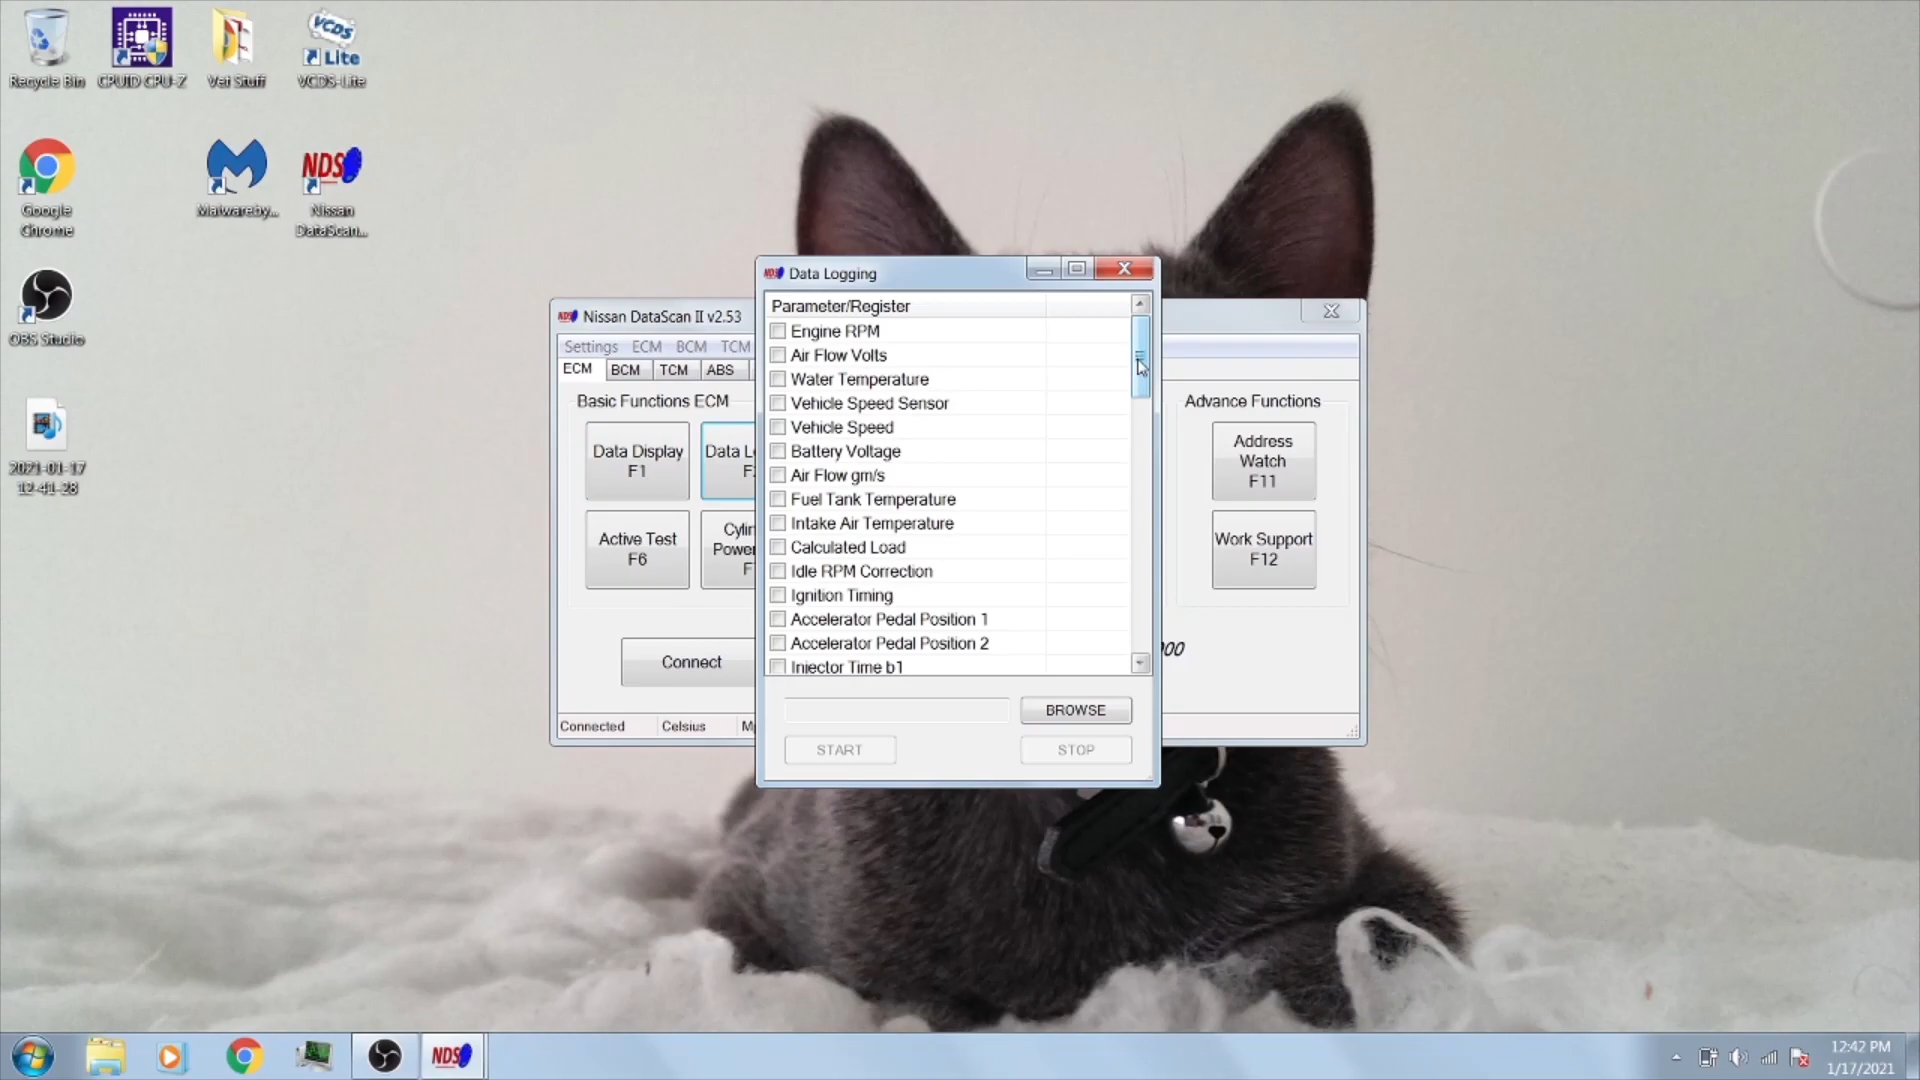 Recycle Bin
CPUID CPU-Z
Vet Stuff
VCDS
Lite
VCDS-Lite
Google
Chrome
Malwareby...
NDS
Nissan
DataScan...
OBS Studio
2021-01-17
12-41-28
Nissan DataScan II v2.53
Settings ECM BCM TCM
ECM BCM TCM ABS
Basic Functions ECM
Data Display
F1
Active Test
F6
Connect
Connected Celsius
Data Logging
Parameter/Register
Engine RPM
Air Flow Volts
Water Temperature
Vehicle Speed Sensor
Vehicle Speed
Battery Voltage
Air Flow gm/s
Fuel Tank Temperature
Intake Air Temperature
Calculated Load
Idle RPM Correction
Ignition Timing
Accelerator Pedal Position 1
Accelerator Pedal Position 2
Injector Time b1
BROWSE
START STOP
Advance Functions
Address
Watch
F11
Work Support
F12
NDS
12:42 PM
1/17/2021